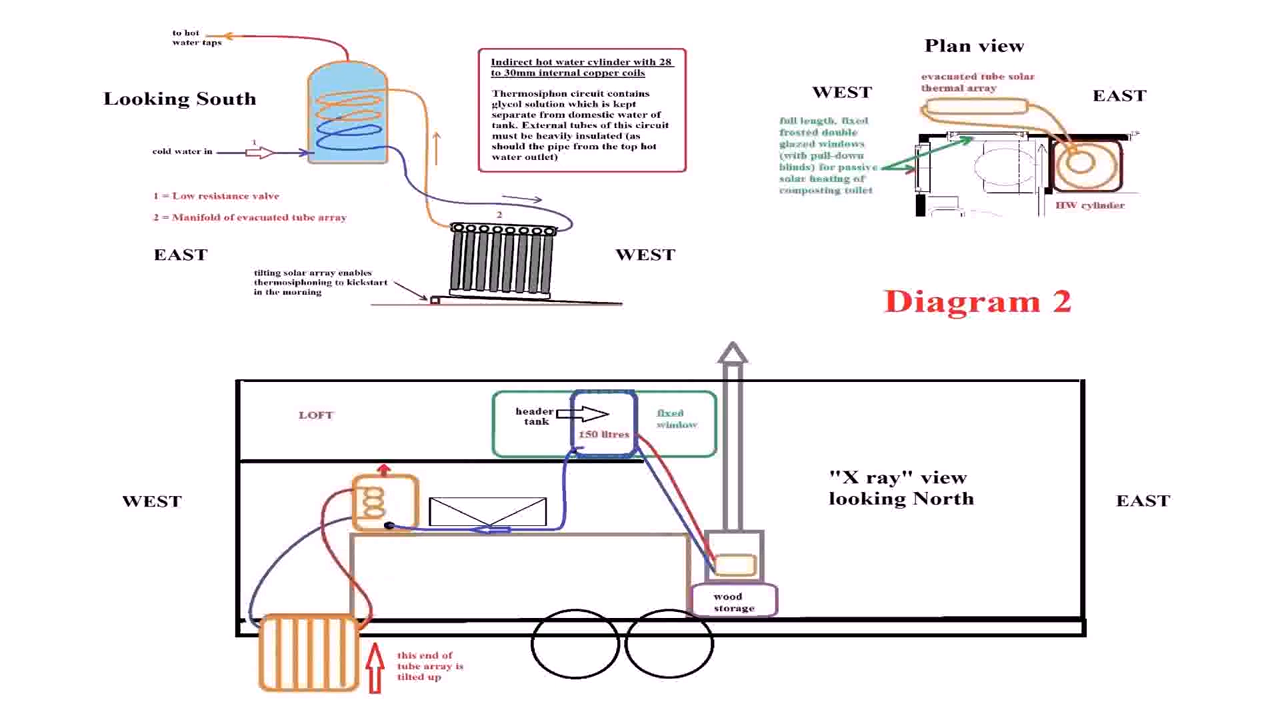 to hot
water taps
Looking South
cold water in
1
1 = Low resistance valve
2 = Manifold of evacuated tube array
EAST
WEST
2
tilting solar array enables
thermosiphoning to kickstart
in the morning
Indirect hot water cylinder with 28
to 30mm internal copper coils
Thermosiphon circuit contains
glycol solution which is kept
separate from domestic water of
tank. External tubes of this circuit
must be heavily insulated (as
should the pipe from the top hot
water outlet)
Plan view
evacuated tube solar
thermal array
WEST
EAST
full length, fixed
frosted double
glazed windows
(with pull-down
blinds) for passive
solar heating of
composting toilet
HW cylinder
Diagram 2
LOFT
header
tank
150 litres
fixed
window
"X ray" view
looking North
WEST
EAST
wood
storage
this end of
tube array is
tilted up